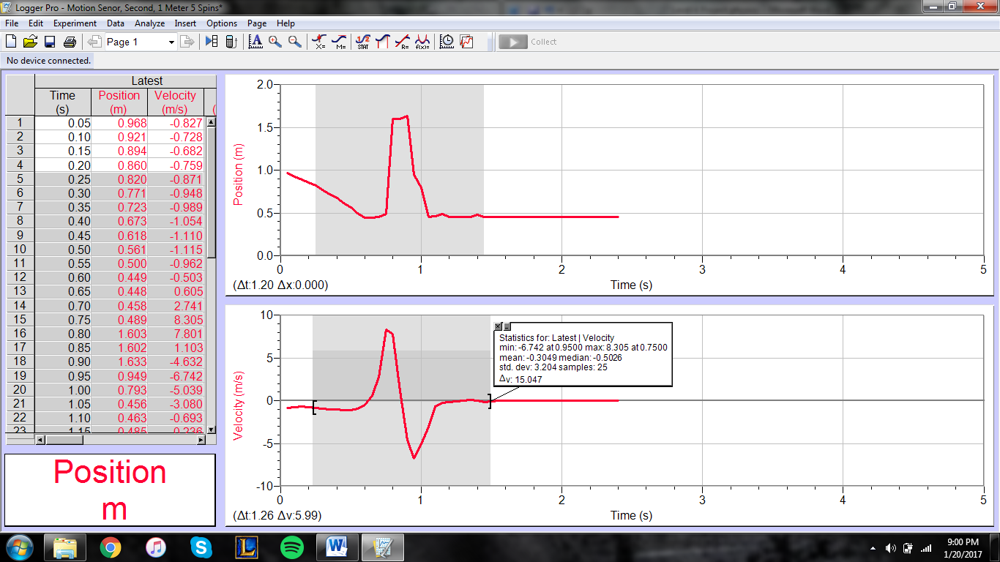 Logger Pro - Motion Senor, Second, 1 Meter 5 Spins*
File Edit Experiment Data Analyze Insert Options Page Help
Page 1
X= M= 1/2 STAT R= f(x)=
Collect
No device connected.
Latest
Time Position Velocity
(s) (m) (m/s) (
1 0.05 0.968 -0.827
2 0.10 0.921 -0.728
3 0.15 0.894 -0.682
4 0.20 0.860 -0.759
5 0.25 0.820 -0.871
6 0.30 0.771 -0.948
7 0.35 0.723 -0.989
8 0.40 0.673 -1.054
9 0.45 0.618 -1.110
10 0.50 0.561 -1.115
11 0.55 0.500 -0.962
12 0.60 0.449 -0.503
13 0.65 0.448 0.605
14 0.70 0.458 2.741
15 0.75 0.489 8.305
16 0.80 1.603 7.801
17 0.85 1.602 1.103
18 0.90 1.633 -4.632
19 0.95 0.949 -6.742
20 1.00 0.793 -5.039
21 1.05 0.456 -3.080
22 1.10 0.463 -0.693
23 1.15 0.485 -0.236
Position
m
Position (m)
2.0
1.5
1.0
0.5
0.0
0 1 2 3 4 5
(Δt:1.20 Δx:0.000)
Time (s)
Velocity (m/s)
10
5
0
-5
-10
0 1 2 3 4 5
(Δt:1.26 Δv:5.99)
Time (s)
Statistics for: Latest | Velocity
min: -6.742 at 0.9500 max: 8.305 at 0.7500
mean: -0.3049 median: -0.5026
std. dev: 3.204 samples: 25
Δv: 15.047
9:00 PM
1/20/2017